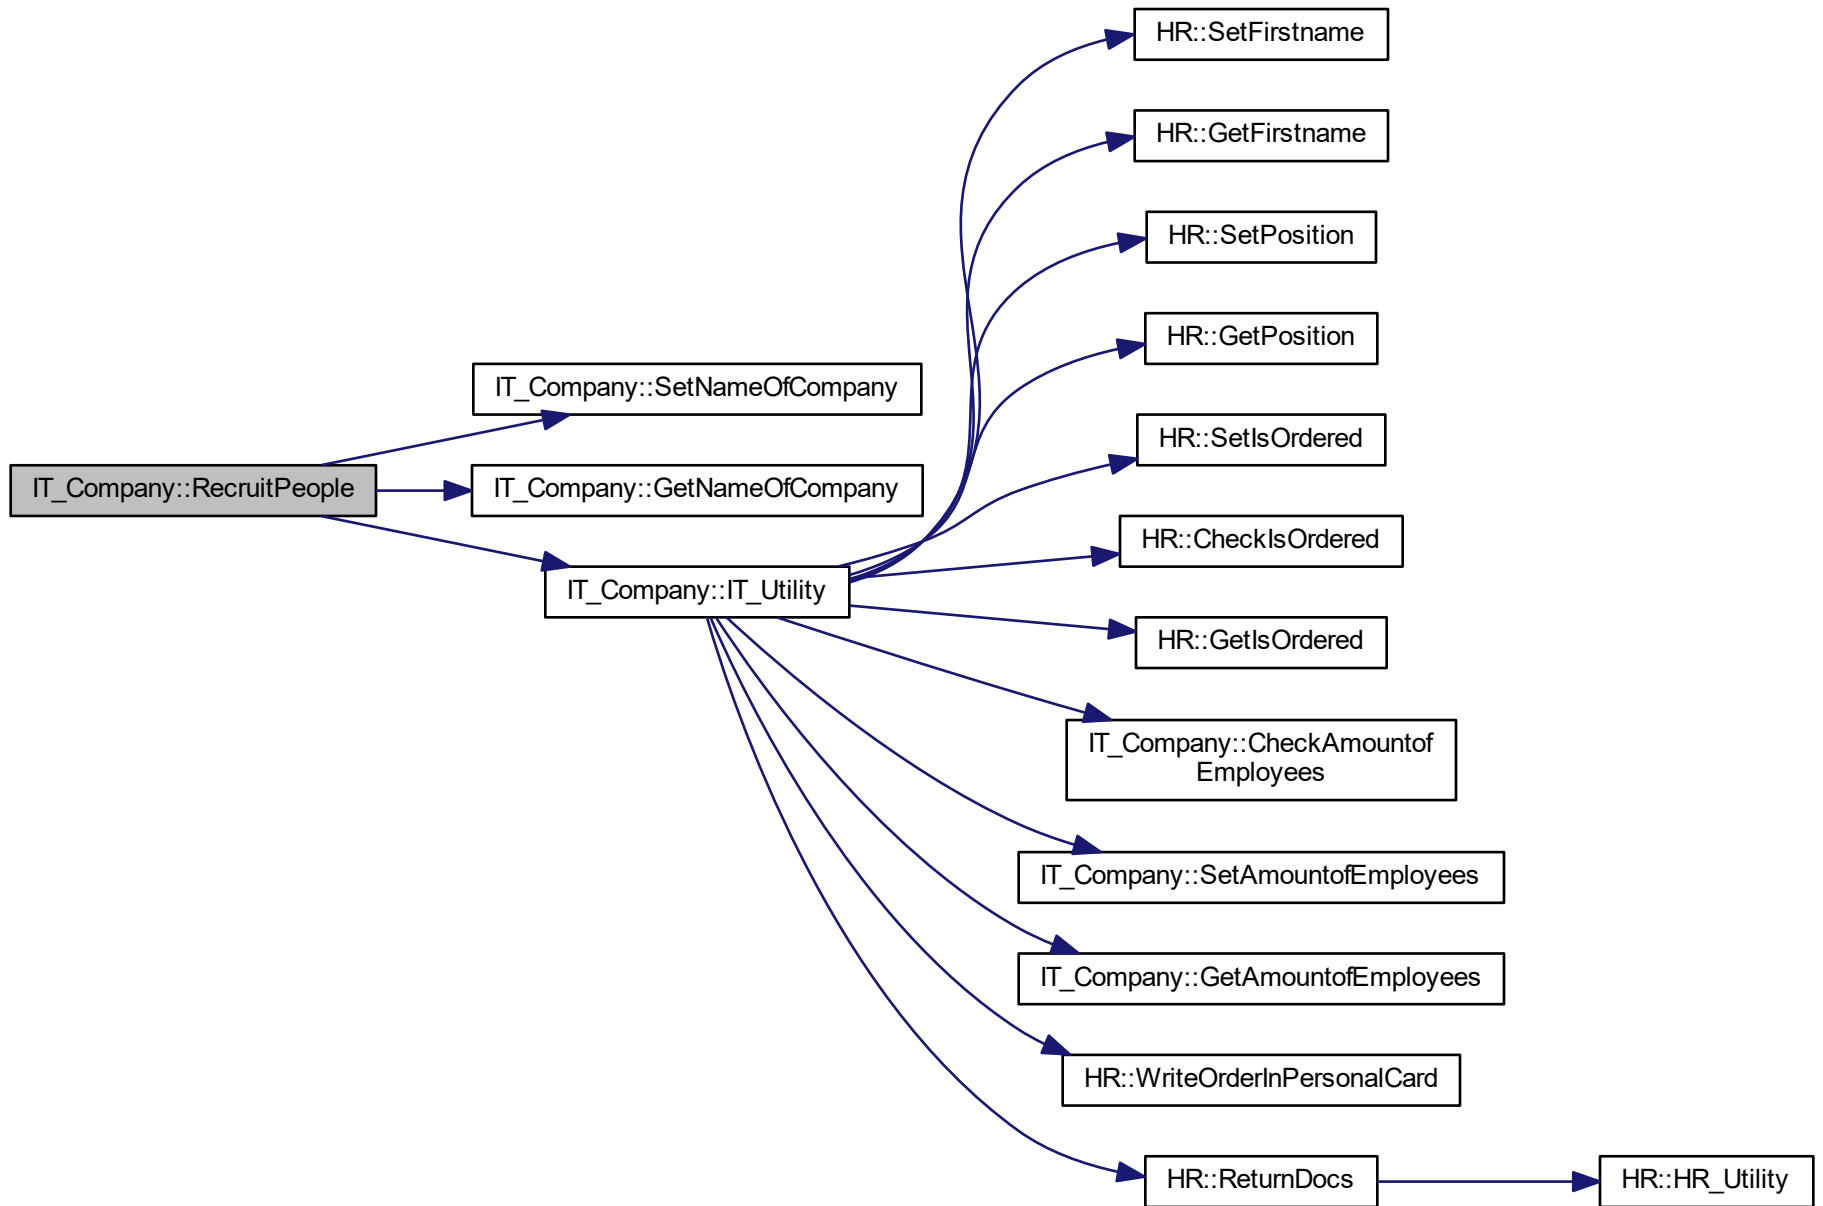 IT_Company::RecruitPeople
IT_Company::SetNameOfCompany
IT_Company::GetNameOfCompany
IT_Company::IT_Utility
HR::SetFirstname
HR::GetFirstname
HR::SetPosition
HR::GetPosition
HR::SetIsOrdered
HR::CheckIsOrdered
HR::GetIsOrdered
IT_Company::CheckAmountof
Employees
IT_Company::SetAmountofEmployees
IT_Company::GetAmountofEmployees
HR::WriteOrderInPersonalCard
HR::ReturnDocs
HR::HR_Utility